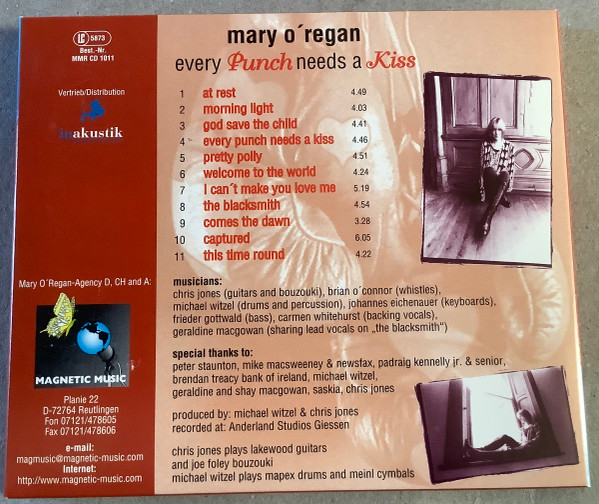 LC 5873
Best.-Nr.
MMR CD 1011
Vertrieb/Distribution
inakustik
Mary O´Regan-Agency D, CH and A:
MAGNETIC MUSIC
Planie 22
D-72764 Reutlingen
Fon 07121/478605
Fax 07121/478606
e-mail:
magmusic@magnetic-music.com
Internet:
http://www.magnetic-music.com
mary o´regan
every Punch needs a Kiss
1 at rest 4.49
2 morning light 4.03
3 god save the child 4.41
4 every punch needs a kiss 4.46
5 pretty polly 4.51
6 welcome to the world 4.24
7 I can´t make you love me 5.19
8 the blacksmith 4.54
9 comes the dawn 3.28
10 captured 6.05
11 this time round 4.22
musicians:
chris jones (guitars and bouzouki), brian o´connor (whistles),
michael witzel (drums and percussion), johannes eichenauer (keyboards),
frieder gottwald (bass), carmen whitehurst (backing vocals),
geraldine macgowan (sharing lead vocals on „the blacksmith")
special thanks to:
peter staunton, mike macsweeney & newsfax, padraig kennelly jr. & senior,
brendan treacy bank of ireland, michael witzel,
geraldine and shay macgowan, saskia, chris jones
produced by: michael witzel & chris jones
recorded at: Anderland Studios Giessen
chris jones plays lakewood guitars
and joe foley bouzouki
michael witzel plays mapex drums and meinl cymbals